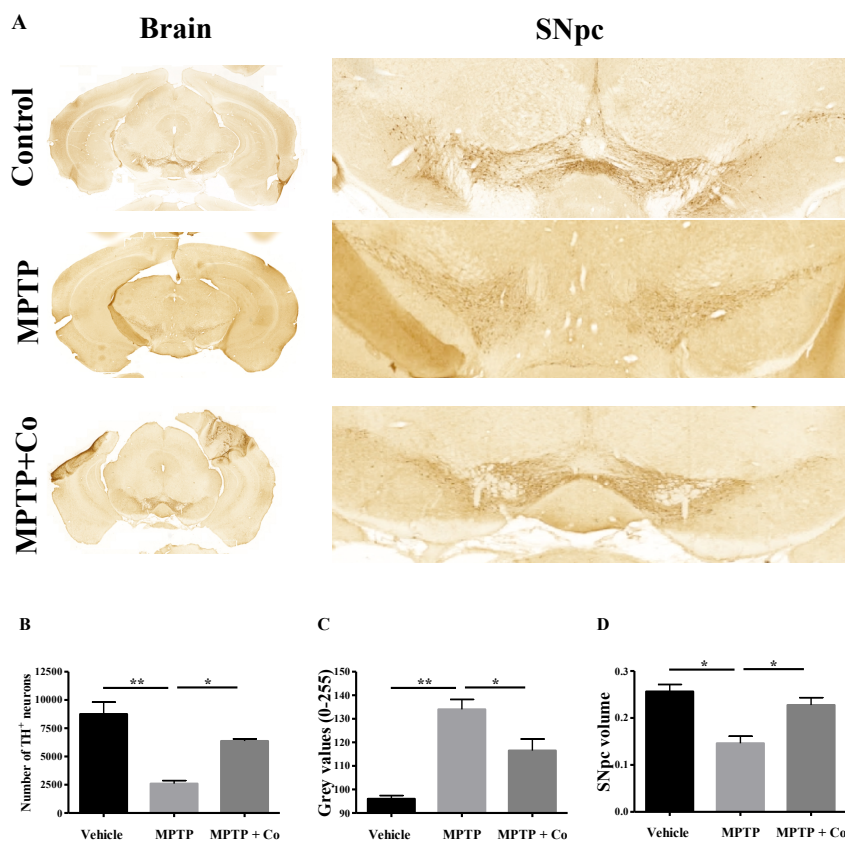 A
Brain
SNpc
Control
MPTP
MPTP+Co
B
Number of TH+ neurons
12500
10000
7500
5000
2500
0
**
*
Vehicle
MPTP
MPTP + Co
C
Grey values (0-255)
150
140
130
120
110
100
90
**
*
Vehicle
MPTP
MPTP + Co
D
SNpc volume
0.3
0.2
0.1
0.0
*
*
Vehicle
MPTP
MPTP + Co